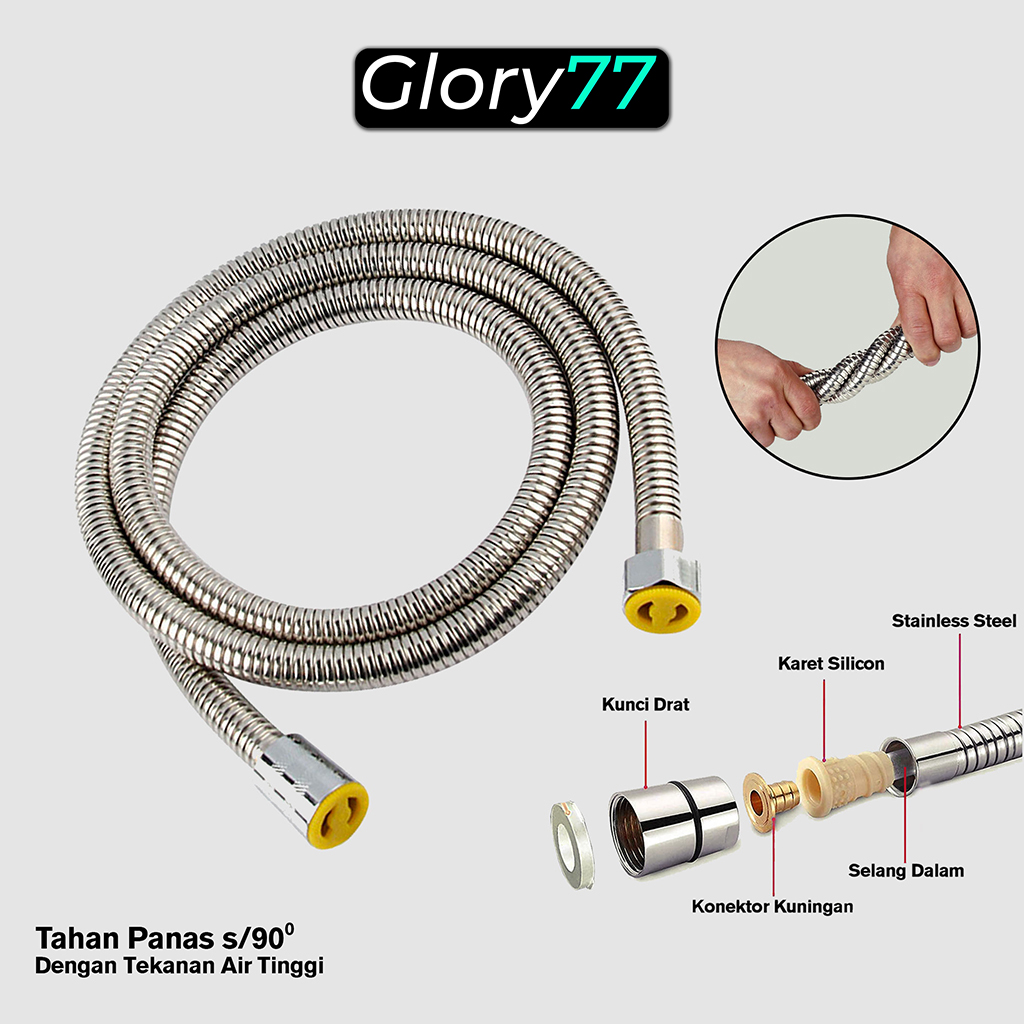 Glory77
Stainless Steel
Karet Silicon
Kunci Drat
Selang Dalam
Konektor Kuningan
Tahan Panas s/90⁰
Dengan Tekanan Air Tinggi